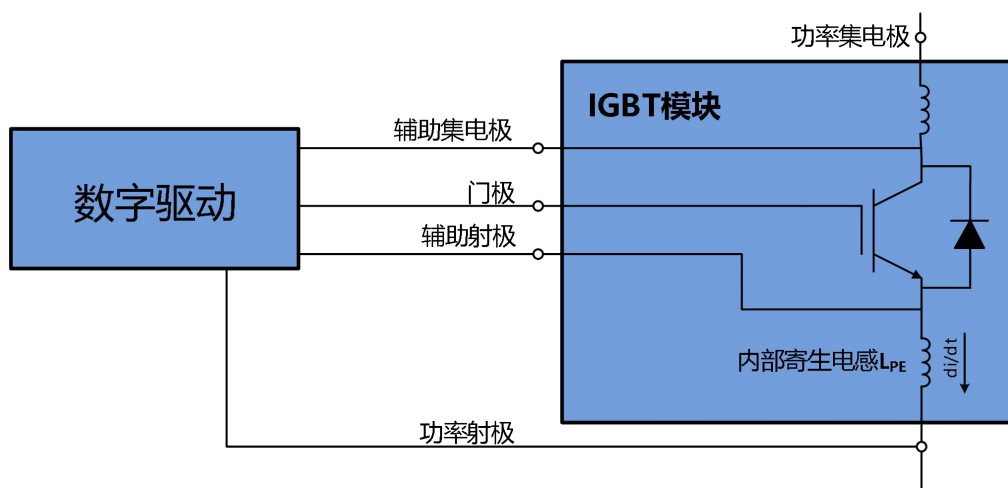 功率集电极
IGBT模块
辅助集电极
数字驱动
门极
辅助射极
内部寄生电感LPE
di/dt
功率射极